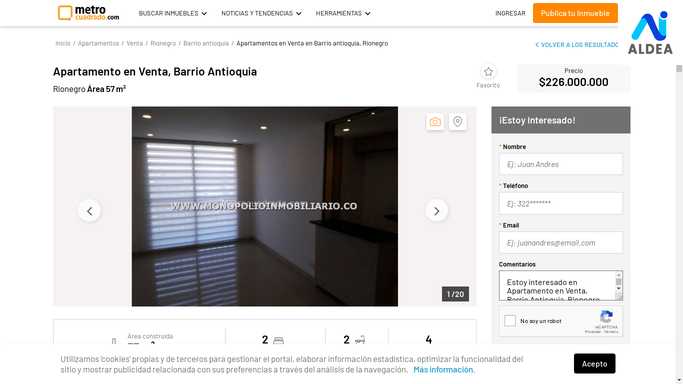 metro
cuadrado.com
BUSCAR INMUEBLES
NOTICIAS Y TENDENCIAS
HERRAMIENTAS
INGRESAR
Publica tu Inmueble
ALDEA
Inicio / Apartamentos / Venta / Rionegro / Barrio antioquia / Apartamentos en Venta en Barrio antioquia, Rionegro
< VOLVER A LOS RESULTADO
Apartamento en Venta, Barrio Antioquia
Rionegro Área 57 m²
Favorito
Precio
$226.000.000
WWW.MONOPOLIOINMOBILIARIO.CO
1 / 20
¡Estoy Interesado!
* Nombre
Ej: Juan Andres
* Teléfono
Ej: 322*******
* Email
Ej: juanandres@email.com
Comentarios
Estoy interesado en
Apartamento en Venta,
Barrio Antioquia, Rionegro
No soy un robot
reCAPTCHA
Privacidad - Términos
Área construida
2
2
4
Utilizamos 'cookies' propias y de terceros para gestionar el portal, elaborar información estadística, optimizar la funcionalidad del
sitio y mostrar publicidad relacionada con sus preferencias a través del análisis de la navegación. Más información.
Acepto